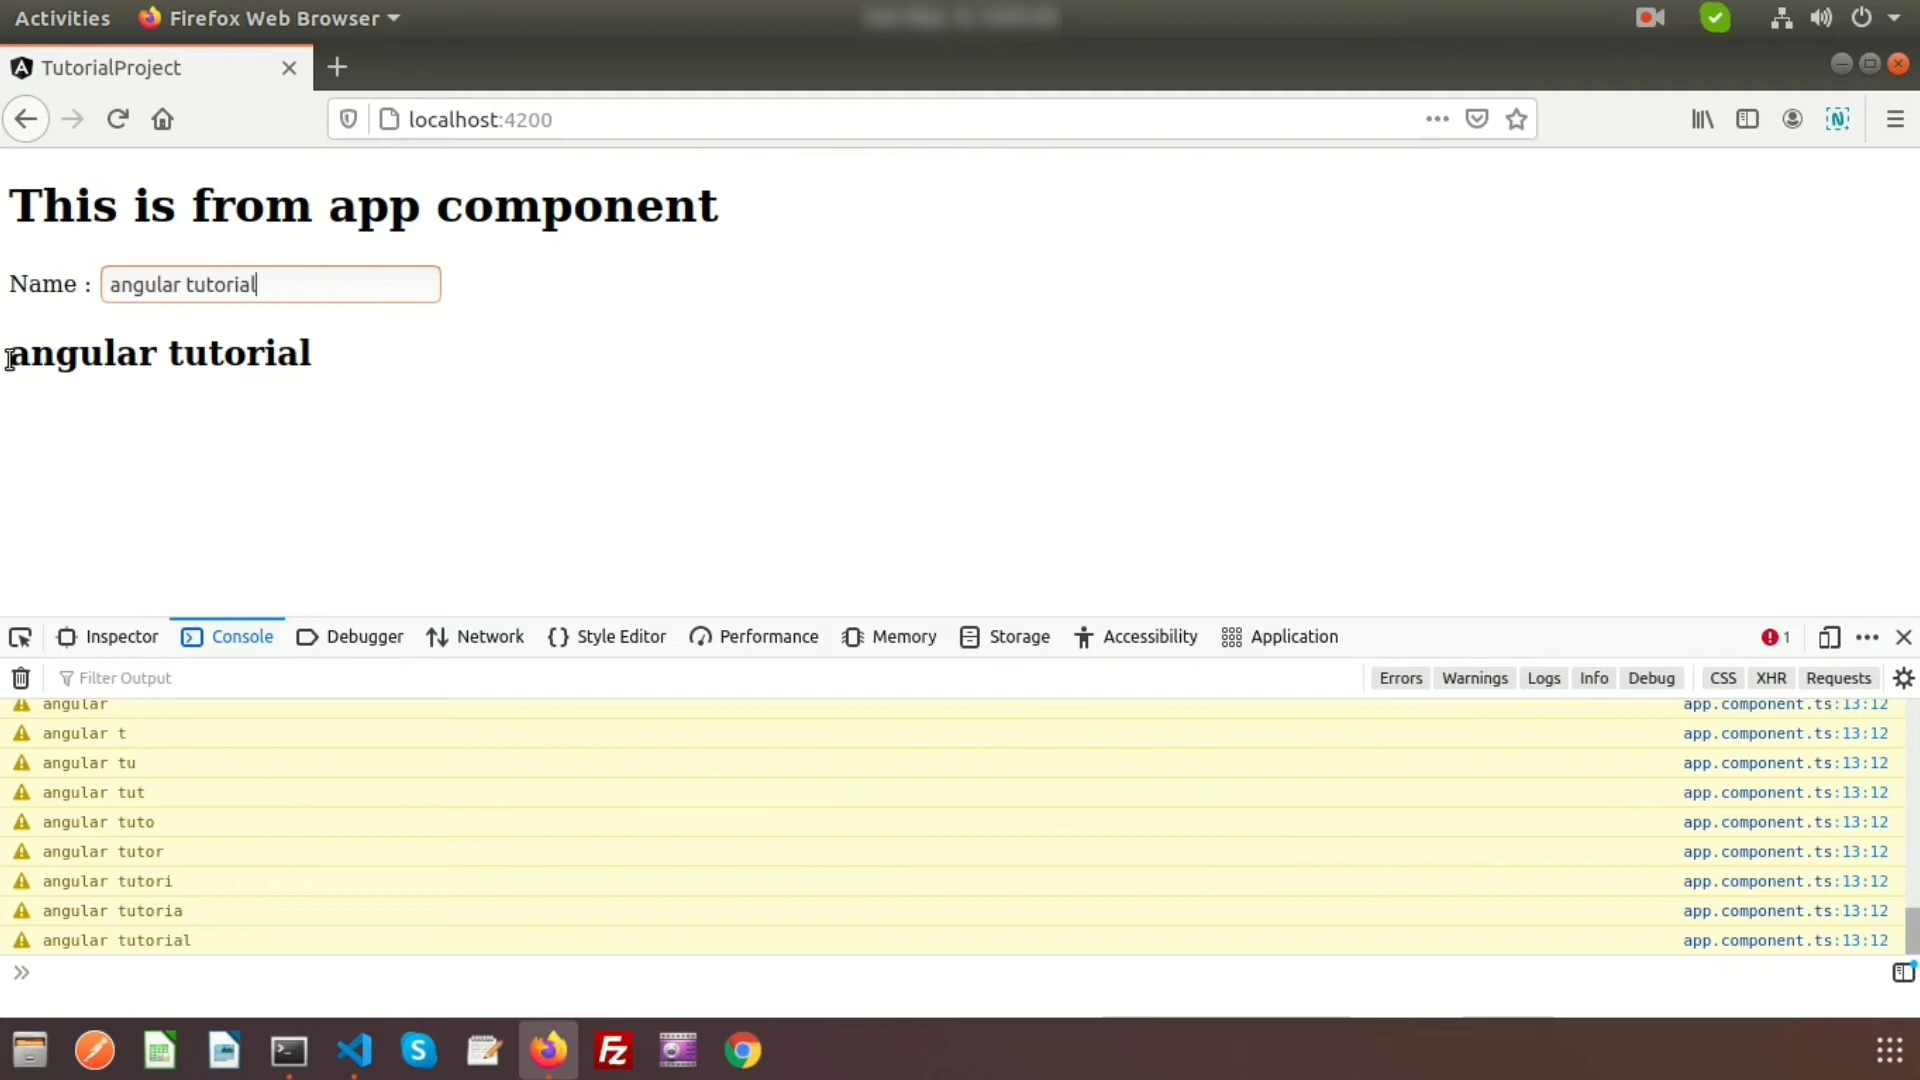 Activities Firefox Web Browser
TutorialProject
localhost:4200
This is from app component
Name : angular tutorial
angular tutorial
Inspector Console Debugger Network Style Editor Performance Memory Storage Accessibility Application 1
Filter Output Errors Warnings Logs Info Debug CSS XHR Requests
angular app.component.ts:13:12
angular t app.component.ts:13:12
angular tu app.component.ts:13:12
angular tut app.component.ts:13:12
angular tuto app.component.ts:13:12
angular tutor app.component.ts:13:12
angular tutori app.component.ts:13:12
angular tutoria app.component.ts:13:12
angular tutorial app.component.ts:13:12